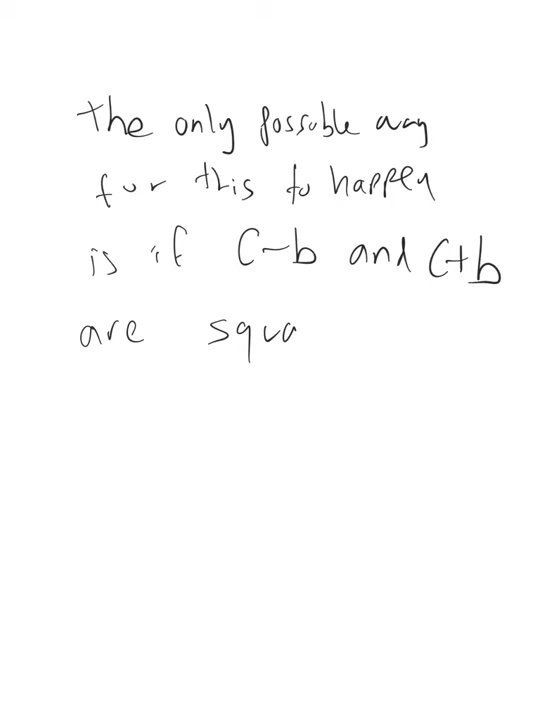 The only possible way
for this to happen
is if C-b and C+b
are squa